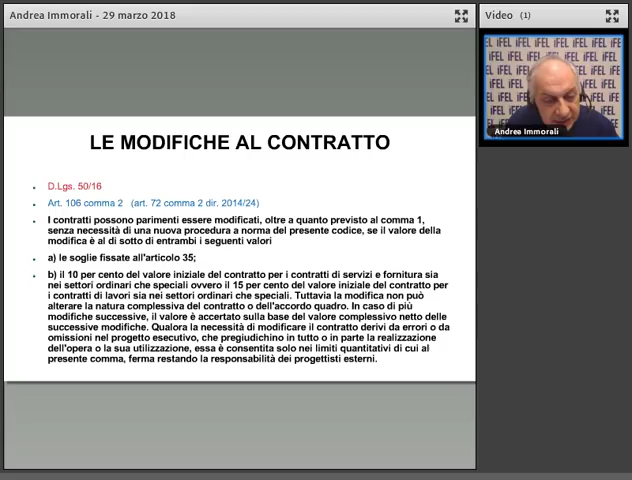 Andrea Immorali - 29 marzo 2018
Video (1)
IFEL IFEL IFEL IFEL
Andrea Immorali
LE MODIFICHE AL CONTRATTO
D.Lgs. 50/16
Art. 106 comma 2 (art. 72 comma 2 dir. 2014/24)
I contratti possono parimenti essere modificati, oltre a quanto previsto al comma 1,
senza necessità di una nuova procedura a norma del presente codice, se il valore della
modifica è al di sotto di entrambi i seguenti valori
a) le soglie fissate all'articolo 35;
b) il 10 per cento del valore iniziale del contratto per i contratti di servizi e fornitura sia
nei settori ordinari che speciali ovvero il 15 per cento del valore iniziale del contratto per
i contratti di lavori sia nei settori ordinari che speciali. Tuttavia la modifica non può
alterare la natura complessiva del contratto o dell'accordo quadro. In caso di più
modifiche successive, il valore è accertato sulla base del valore complessivo netto delle
successive modifiche. Qualora la necessità di modificare il contratto derivi da errori o da
omissioni nel progetto esecutivo, che pregiudichino in tutto o in parte la realizzazione
dell'opera o la sua utilizzazione, essa è consentita solo nei limiti quantitativi di cui al
presente comma, ferma restando la responsabilità dei progettisti esterni.